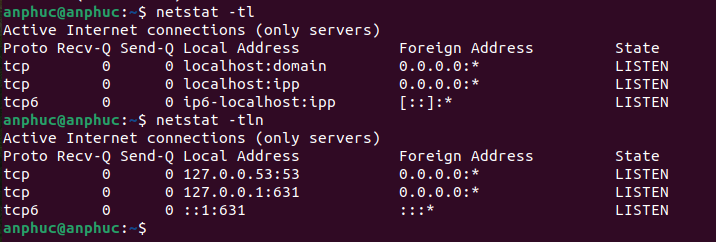 anphuc@anphuc:~$ netstat -tl
Active Internet connections (only servers)
Proto Recv-Q Send-Q Local Address           Foreign Address         State
tcp        0      0 localhost:domain        0.0.0.0:*               LISTEN
tcp        0      0 localhost:ipp           0.0.0.0:*               LISTEN
tcp6       0      0 ip6-localhost:ipp       [::]:*                  LISTEN
anphuc@anphuc:~$ netstat -tln
Active Internet connections (only servers)
Proto Recv-Q Send-Q Local Address           Foreign Address         State
tcp        0      0 127.0.0.53:53           0.0.0.0:*               LISTEN
tcp        0      0 127.0.0.1:631           0.0.0.0:*               LISTEN
tcp6       0      0 ::1:631                 :::*                    LISTEN
anphuc@anphuc:~$